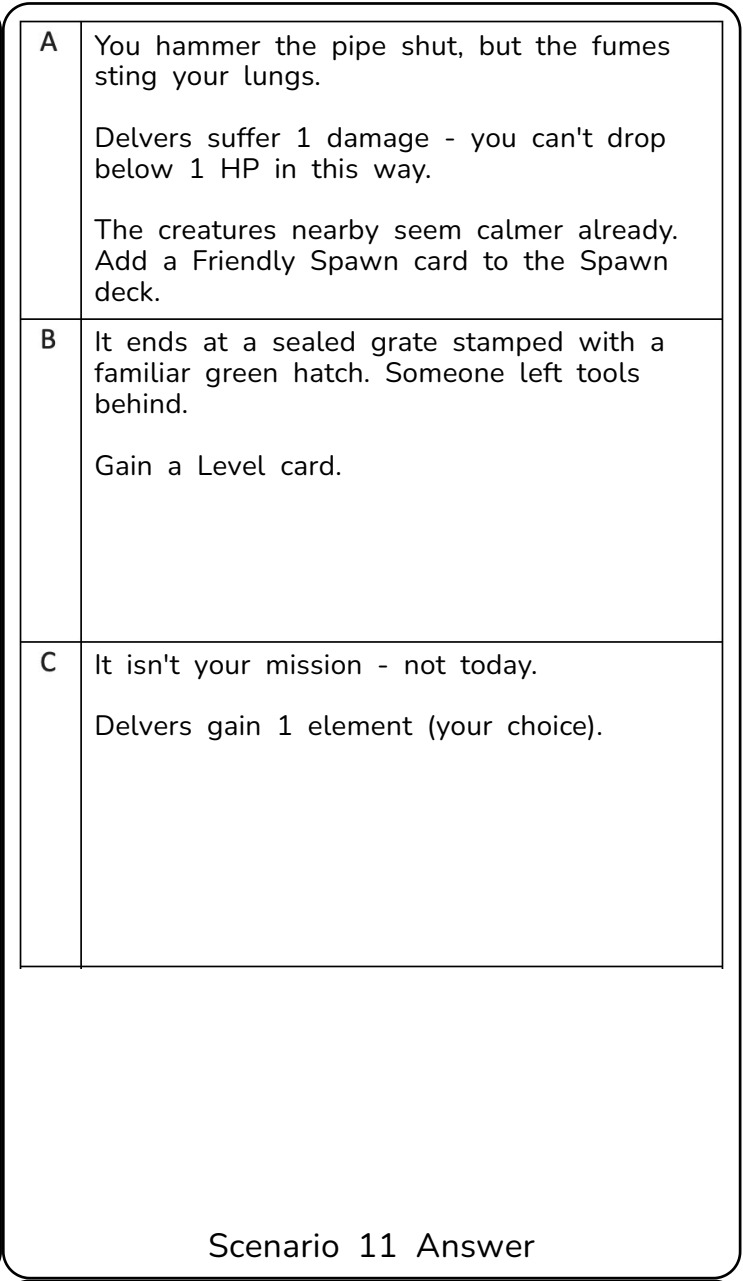 A
You hammer the pipe shut, but the fumes
sting your lungs.
Delvers suffer 1 damage - you can't drop
below 1 HP in this way.
The creatures nearby seem calmer already.
Add a Friendly Spawn card to the Spawn
deck.
B
It ends at a sealed grate stamped with a
familiar green hatch. Someone left tools
behind.
Gain a Level card.
C
It isn't your mission - not today.
Delvers gain 1 element (your choice).
Scenario 11 Answer